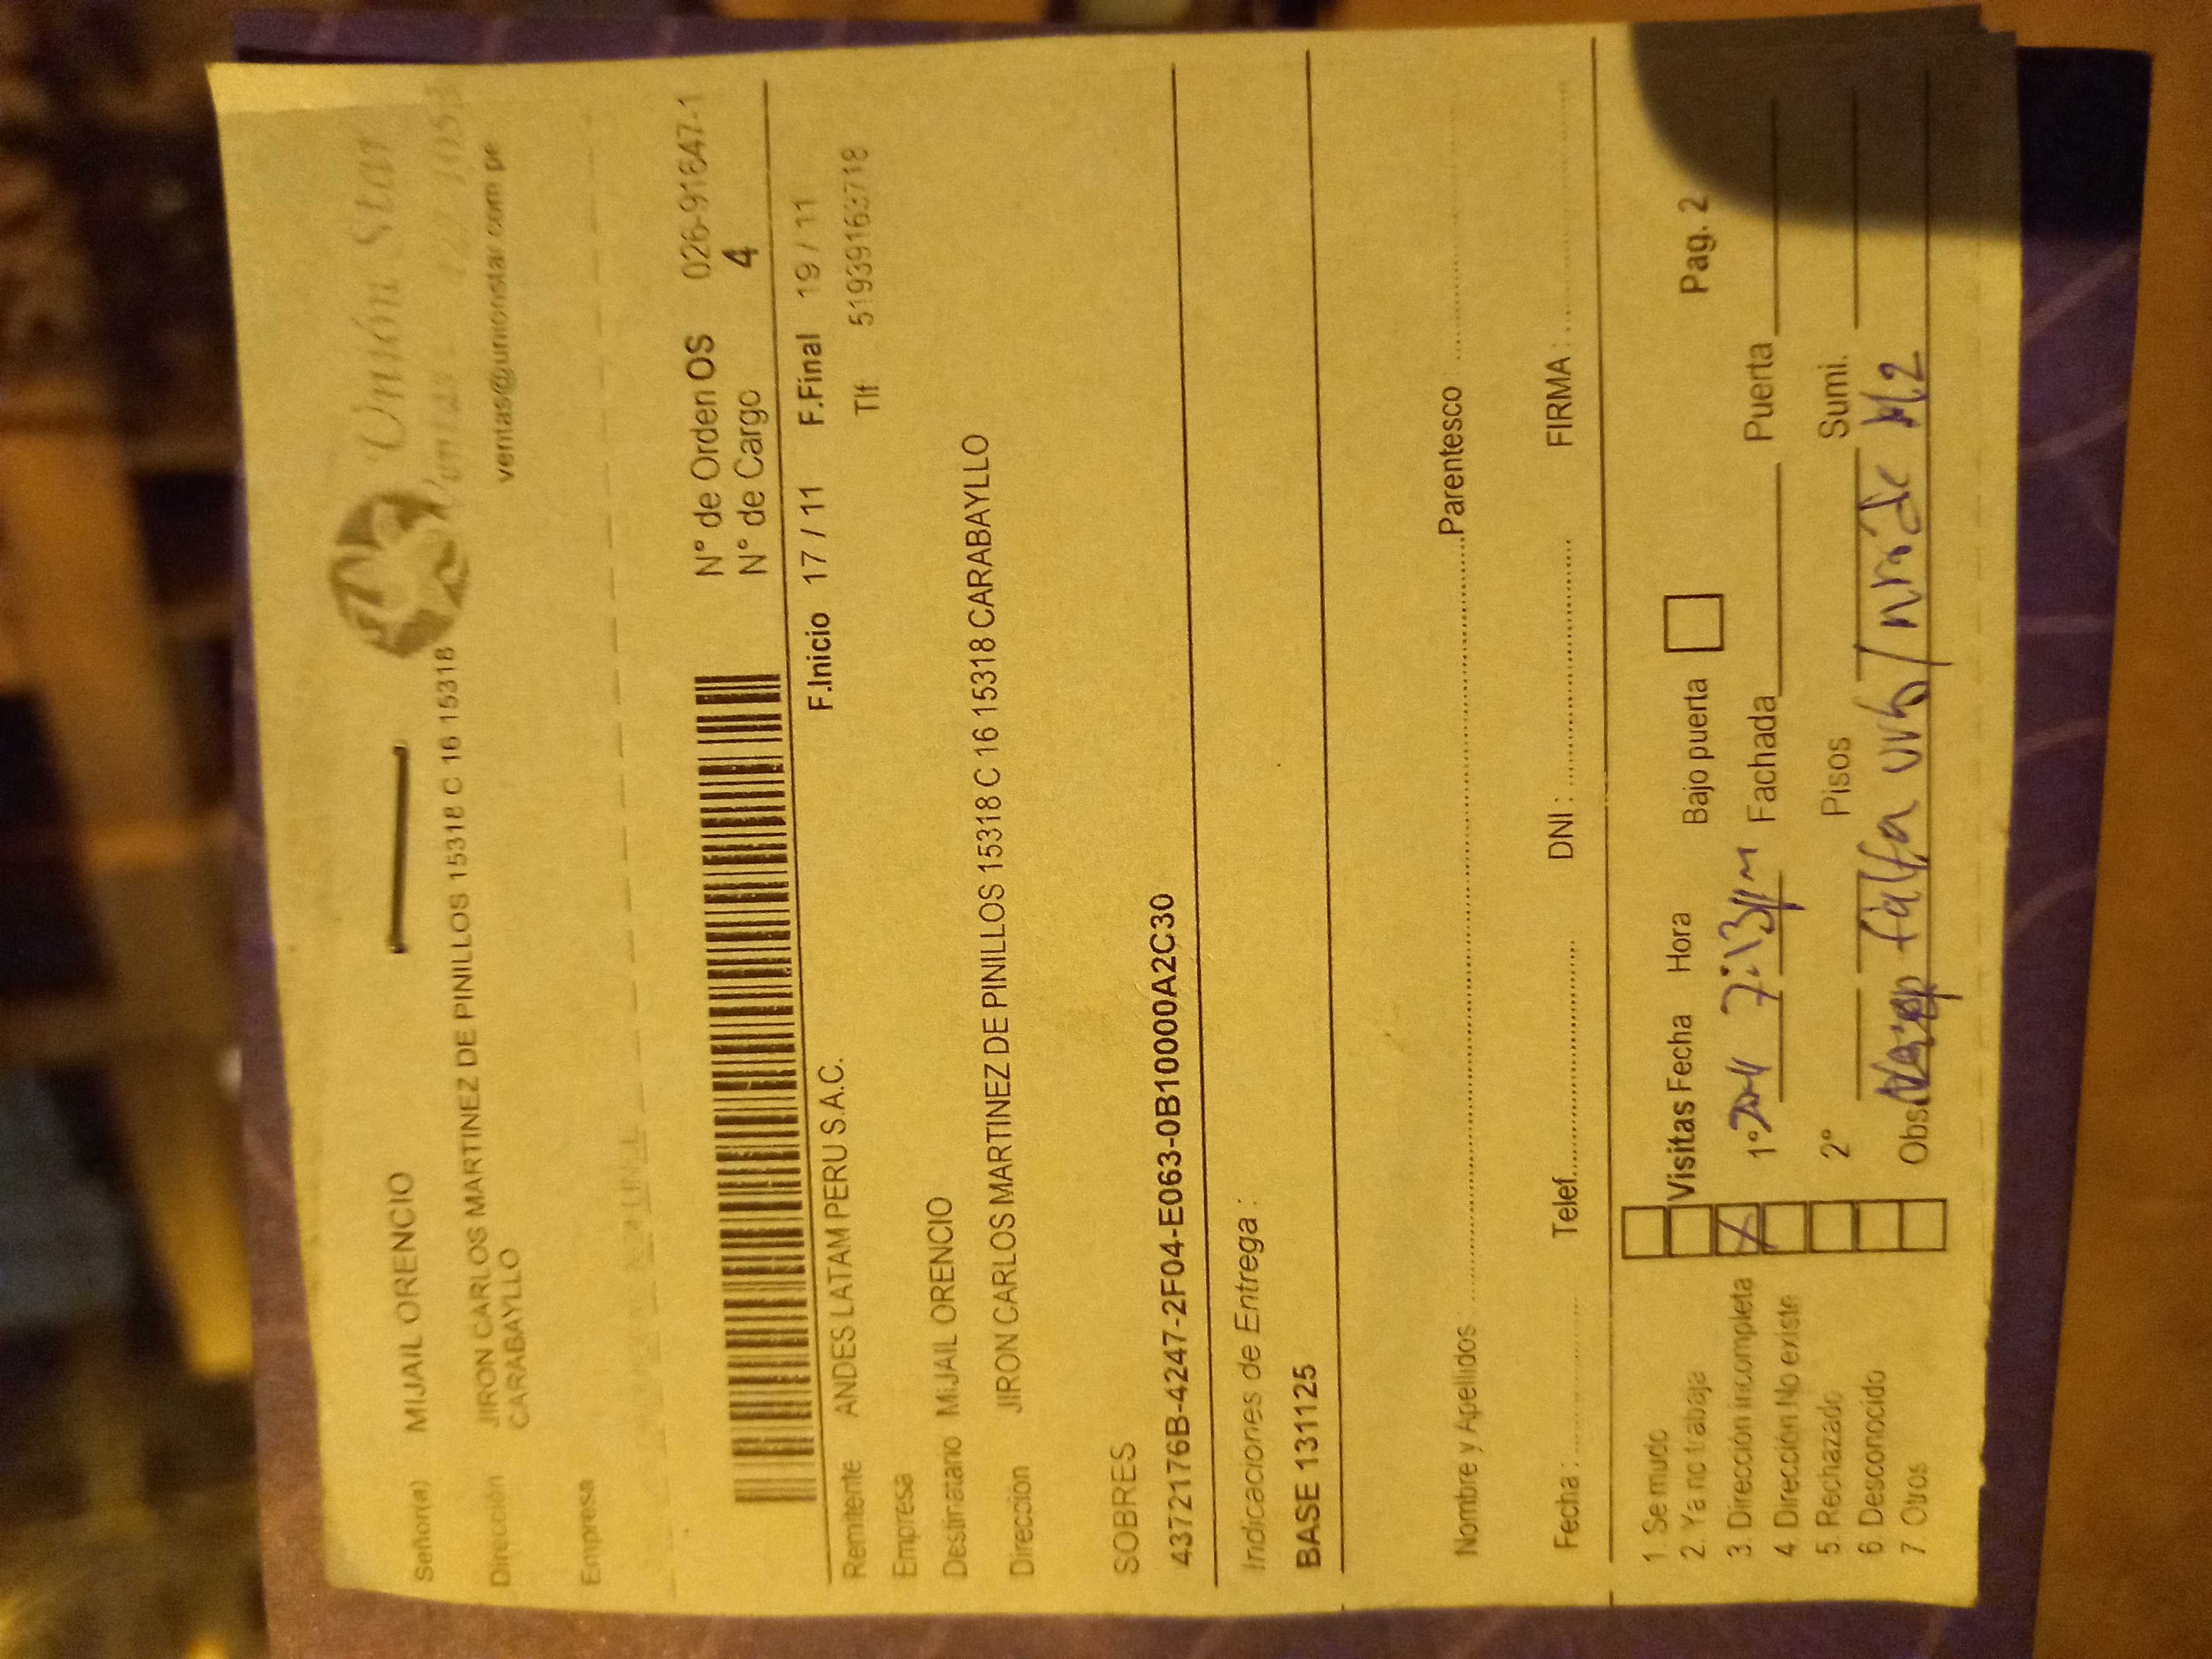 Unión Star
ventas@unionstar.com.pe
Señor(a) MIJAIL ORENCIO
Dirección JIRON CARLOS MARTINEZ DE PINILLOS 15318 C 16 15318
CARABAYLLO
Empresa
N° de Orden OS 026-91647-1
N° de Cargo 4
F.Inicio 17 / 11 F.Final 19 / 11
Remitente ANDES LATAM PERU S.A.C. Tlf 51939163718
Empresa
Destinatario MIJAIL ORENCIO
Direccion JIRON CARLOS MARTINEZ DE PINILLOS 15318 C 16 15318 CARABAYLLO
SOBRES
4372176B-4247-2F04-E063-0B10000A2C30
Indicaciones de Entrega :
BASE 131125
Nombre y Apellidos Parentesco
Fecha : Telef. DNI : FIRMA :
1. Se mudo
2. Ya no trabaja Visitas Fecha Hora Bajo puerta Pag. 2
3. Dirección incompleta X 1° Fachada Puerta
4. Dirección No existe
5. Rechazado 2° Pisos Sumi.
6 Desconocido
7. Otros Obs. falta urb /